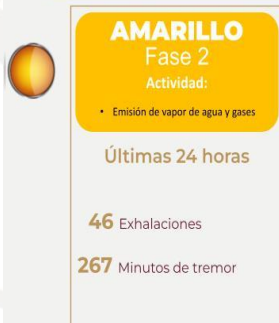 AMARILLO
Fase 2
Actividad:
• Emisión de vapor de agua y gases
Últimas 24 horas
46 Exhalaciones
267 Minutos de tremor